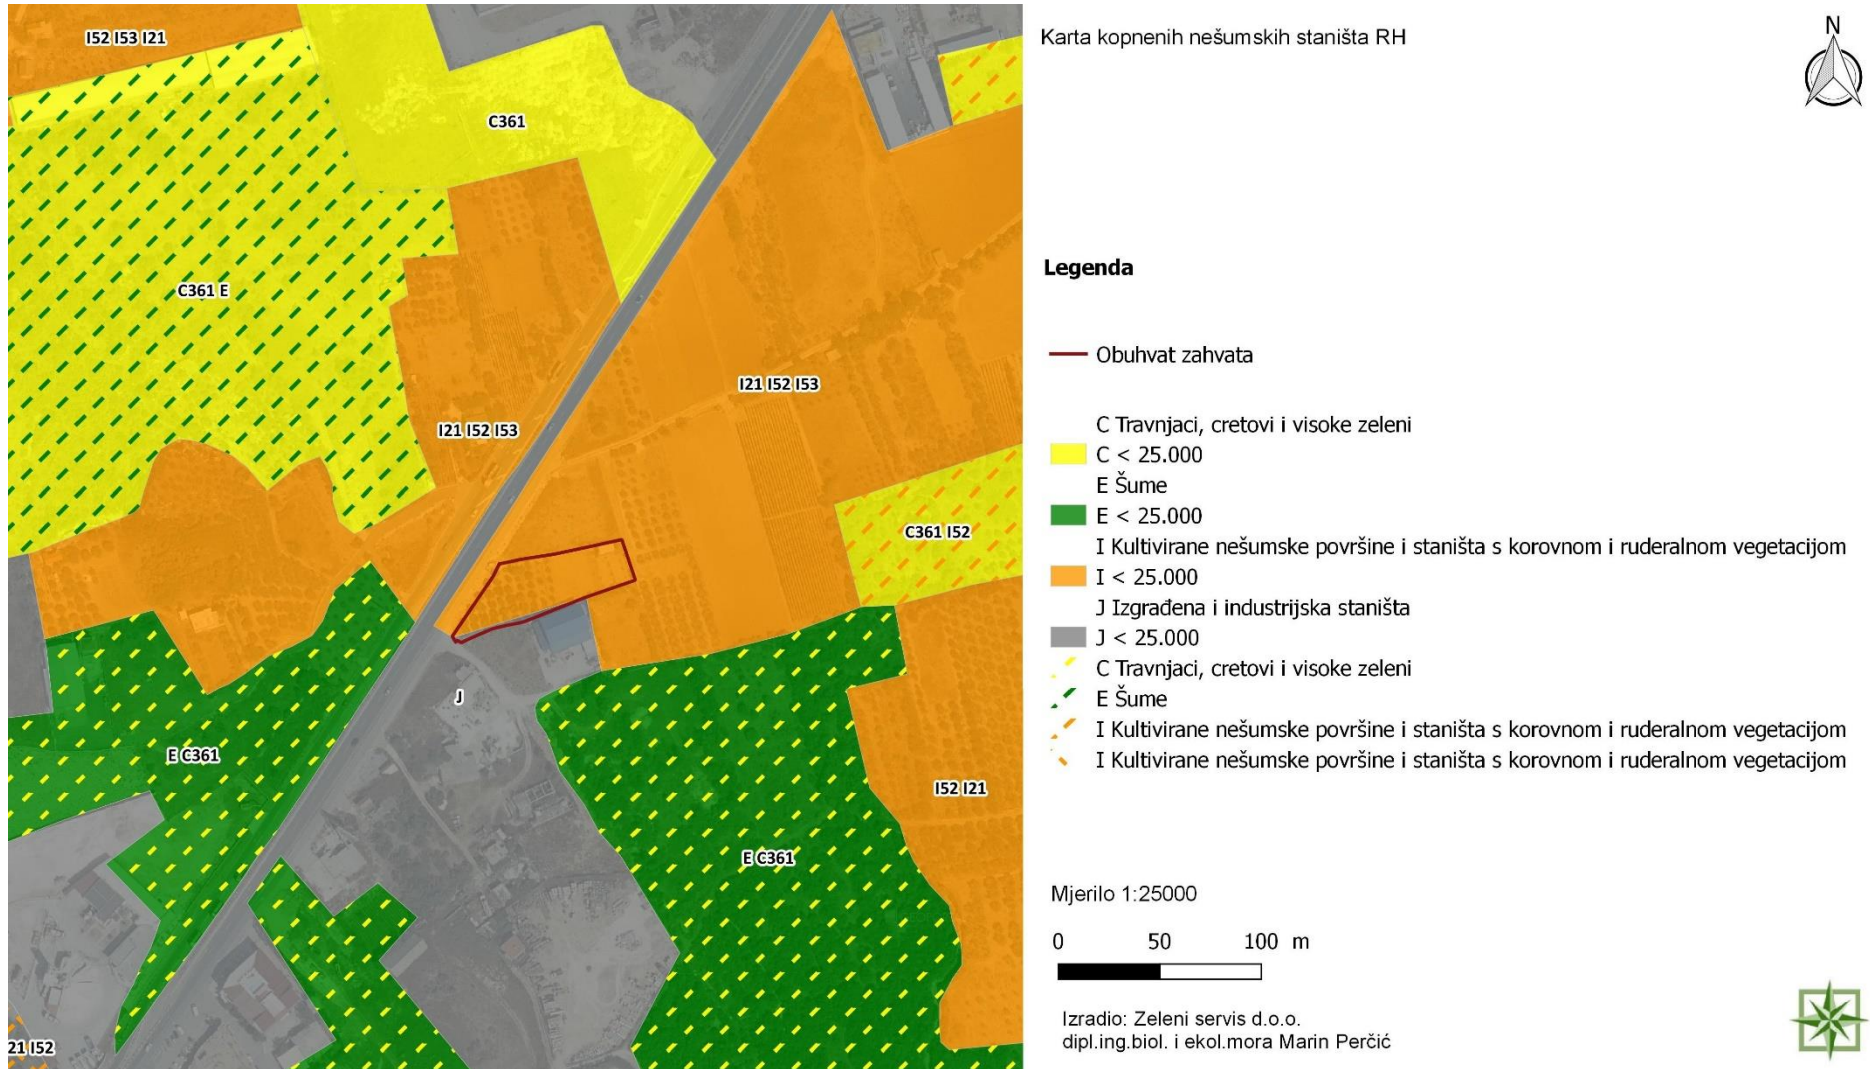 I52 I53 I21
C361
C361 E
I21 I52 I53
I21 I52 I53
C361 I52
J
E C361
I52 I21
E C361
21 I52
Karta kopnenih nešumskih staništa RH
N
Legenda
Obuhvat zahvata
C Travnjaci, cretovi i visoke zeleni
C < 25.000
E Šume
E < 25.000
I Kultivirane nešumske površine i staništa s korovnom i ruderalnom vegetacijom
I < 25.000
J Izgrađena i industrijska staništa
J < 25.000
C Travnjaci, cretovi i visoke zeleni
E Šume
I Kultivirane nešumske površine i staništa s korovnom i ruderalnom vegetacijom
I Kultivirane nešumske površine i staništa s korovnom i ruderalnom vegetacijom
Mjerilo 1:25000
0 50 100 m
Izradio: Zeleni servis d.o.o.
dipl.ing.biol. i ekol.mora Marin Perčić